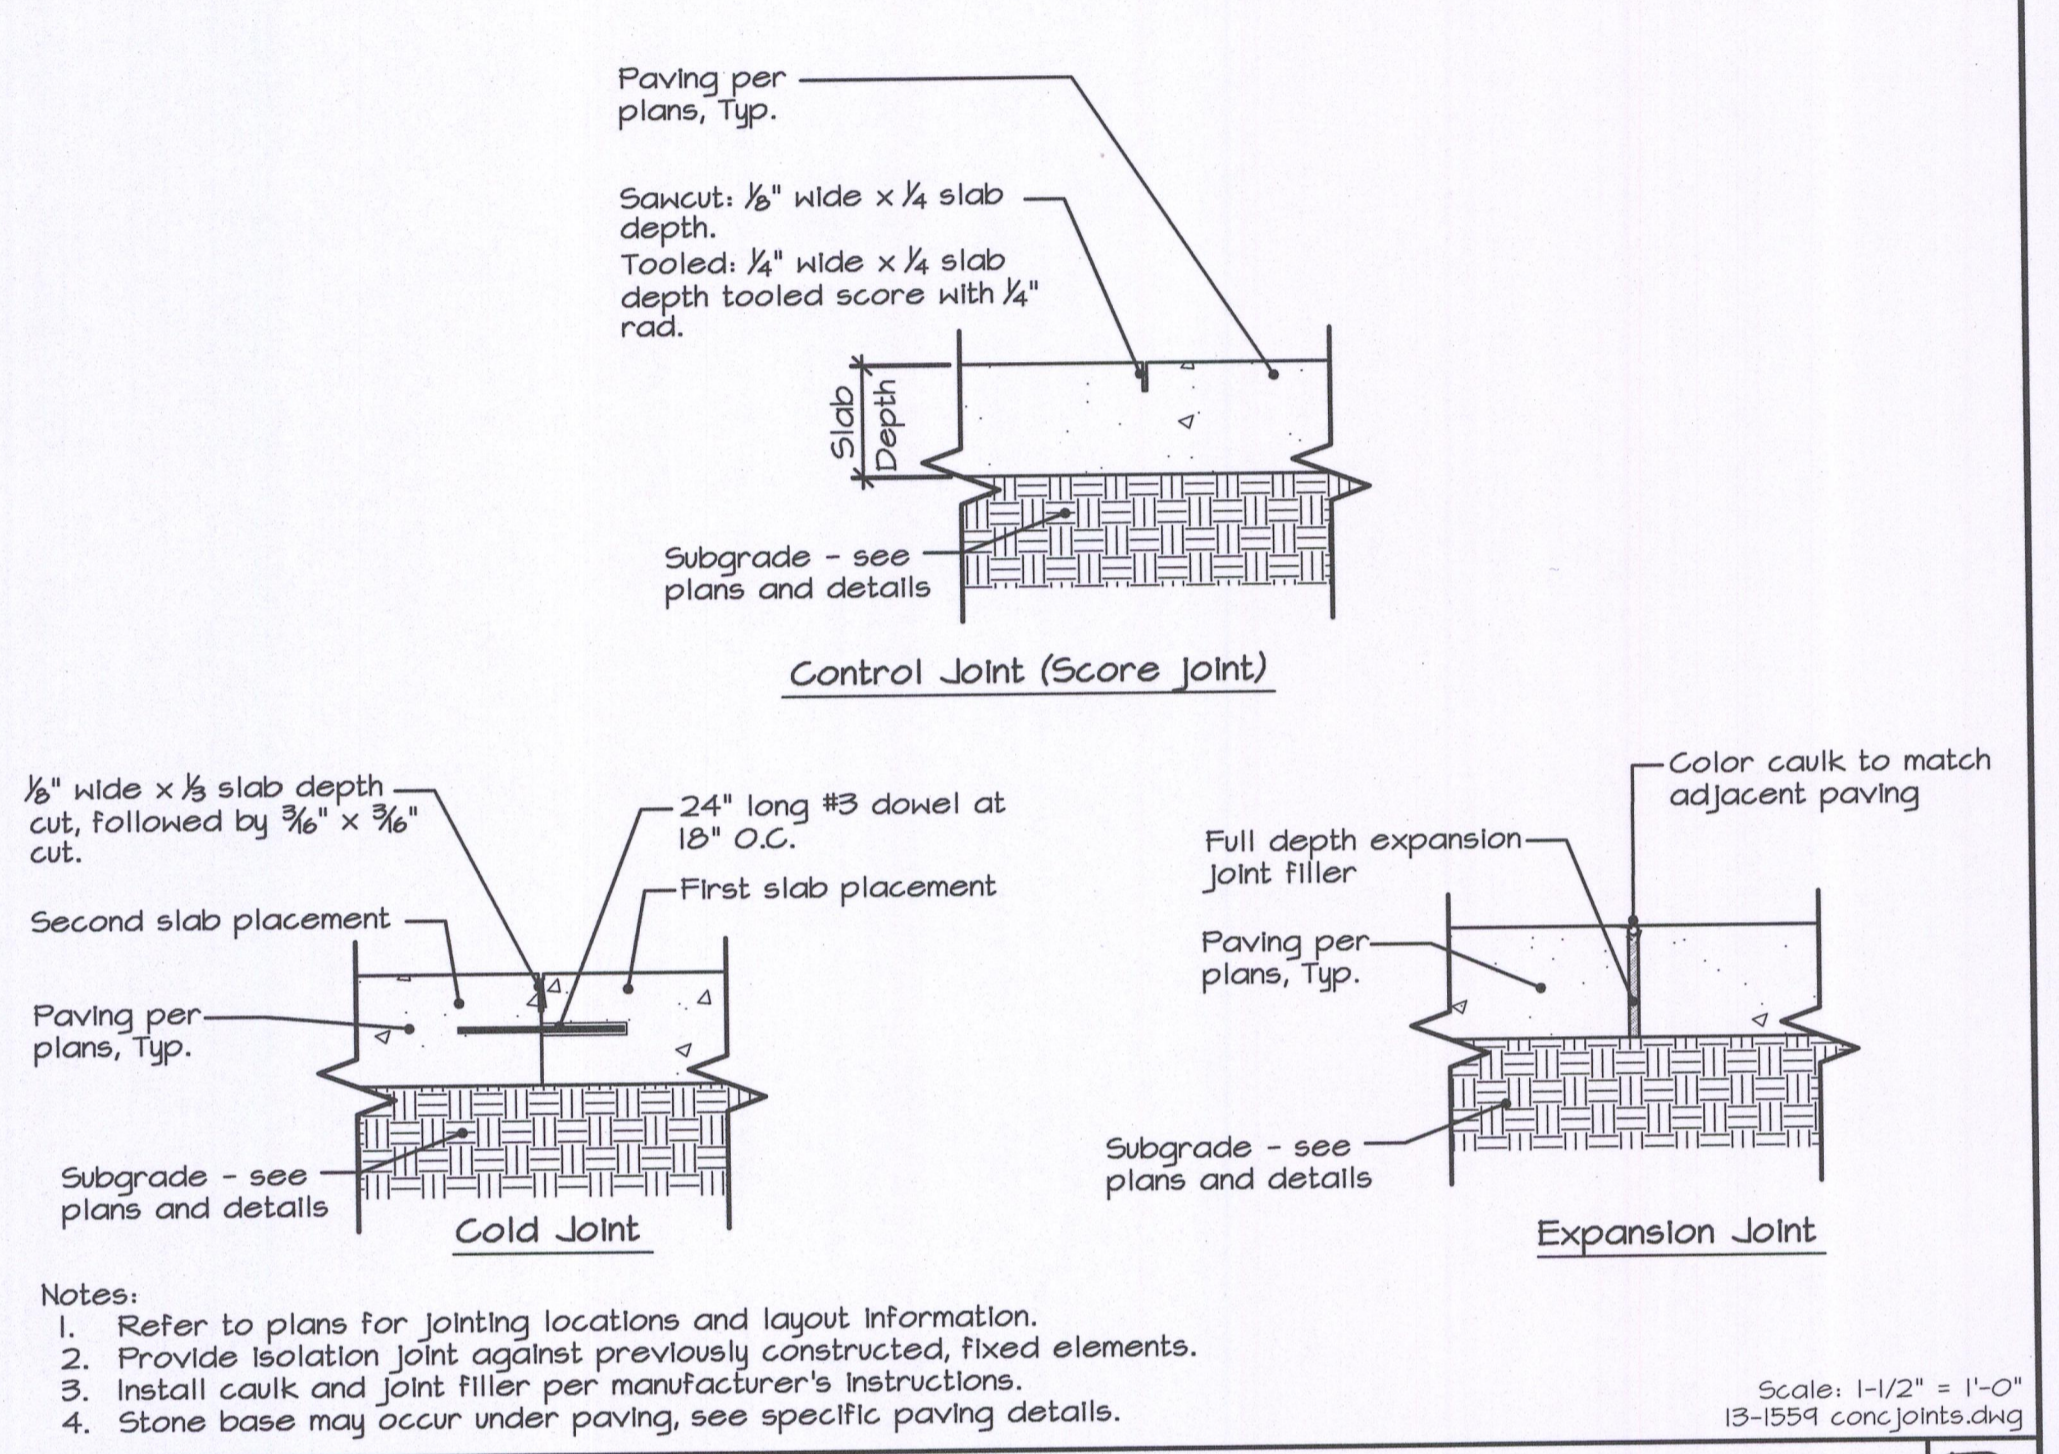 Paving per
plans, Typ.
Sawcut: 1/8" wide x 1/4 slab
depth.
Tooled: 1/4" wide x 1/4 slab
depth tooled score with 1/4"
rad.
Slab
Depth
Subgrade - see
plans and details
Control Joint (Score joint)
1/8" wide x 1/3 slab depth
cut, followed by 3/16" x 3/16"
cut.
Second slab placement
Paving per
plans, Typ.
Subgrade - see
plans and details
24" long #3 dowel at
18" O.C.
First slab placement
Cold Joint
Color caulk to match
adjacent paving
Full depth expansion
joint filler
Paving per
plans, Typ.
Subgrade - see
plans and details
Expansion Joint
Notes:
1. Refer to plans for jointing locations and layout information.
2. Provide isolation joint against previously constructed, fixed elements.
3. Install caulk and joint filler per manufacturer's instructions.
4. Stone base may occur under paving, see specific paving details.
Scale: 1-1/2" = 1'-0"
13-1559 concjoints.dwg